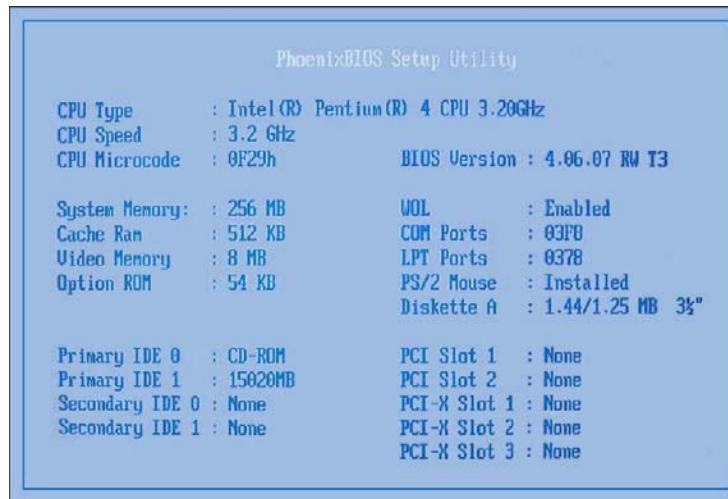 PhoenixBIOS Setup Utility
CPU Type : Intel(R) Pentium(R) 4 CPU 3.20GHz
CPU Speed : 3.2 GHz
CPU Microcode : 0F29h BIOS Version : 4.06.07 RW T3
System Memory: : 256 MB WOL : Enabled
Cache Ram : 512 KB COM Ports : 03F8
Video Memory : 8 MB LPT Ports : 0378
Option ROM : 54 KB PS/2 Mouse : Installed
Diskette A : 1.44/1.25 MB 3½"
Primary IDE 0 : CD-ROM PCI Slot 1 : None
Primary IDE 1 : 15020MB PCI Slot 2 : None
Secondary IDE 0 : None PCI-X Slot 1 : None
Secondary IDE 1 : None PCI-X Slot 2 : None
PCI-X Slot 3 : None